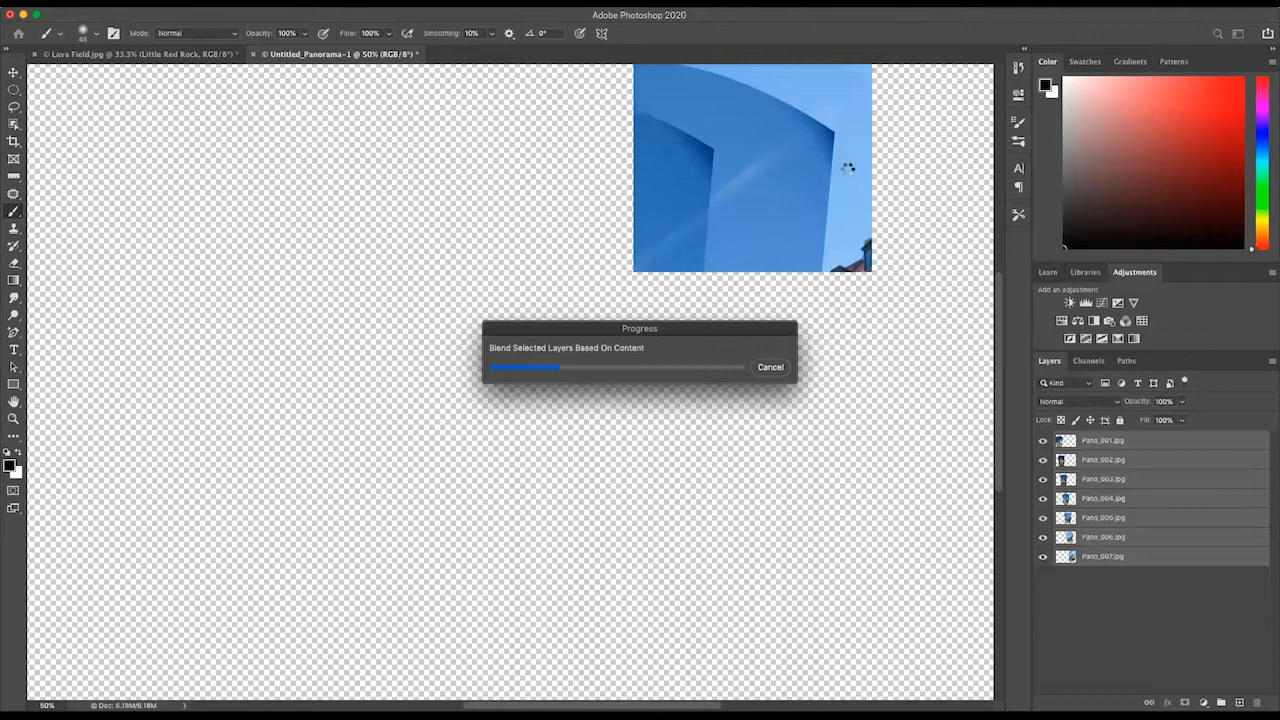 Adobe Photoshop 2020
45
Mode: Normal
Opacity: 100%
Flow: 100%
Smoothing: 10%
0°
© Lava Field.jpg @ 33.3% (Little Red Rock, RGB/8*) *
© Untitled_Panorama-1 @ 50% (RGB/8*) *
Color
Swatches
Gradients
Patterns
Progress
Blend Selected Layers Based On Content
Cancel
Learn
Libraries
Adjustments
Add an adjustment
Layers
Channels
Paths
Kind
Normal
Opacity: 100%
Lock:
Fill: 100%
Pano_001.jpg
Pano_002.jpg
Pano_003.jpg
Pano_004.jpg
Pano_005.jpg
Pano_006.jpg
Pano_007.jpg
50%
Doc: 6.18M/6.18M
fx